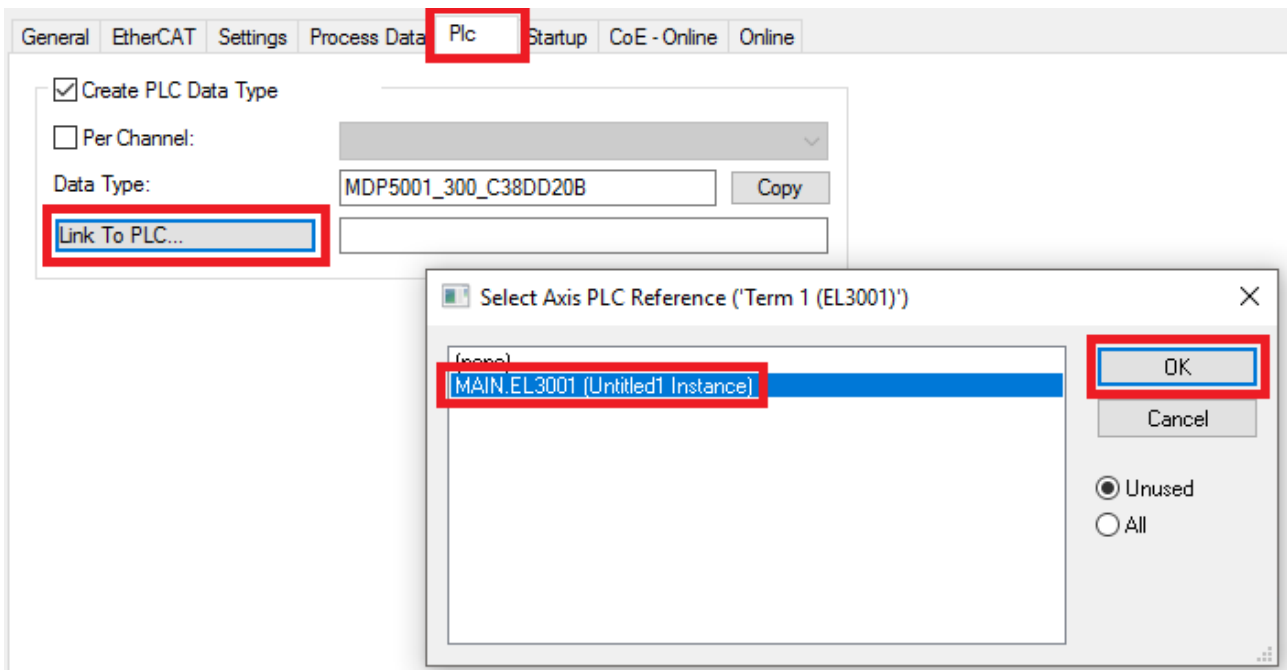 General EtherCAT Settings Process Data Plc Startup CoE - Online Online
Create PLC Data Type
Per Channel:
Data Type: MDP5001_300_C38DD20B Copy
Link To PLC...
Select Axis PLC Reference ('Term 1 (EL3001)')
(none)
MAIN.EL3001 (Untitled1 Instance)
OK
Cancel
Unused
All